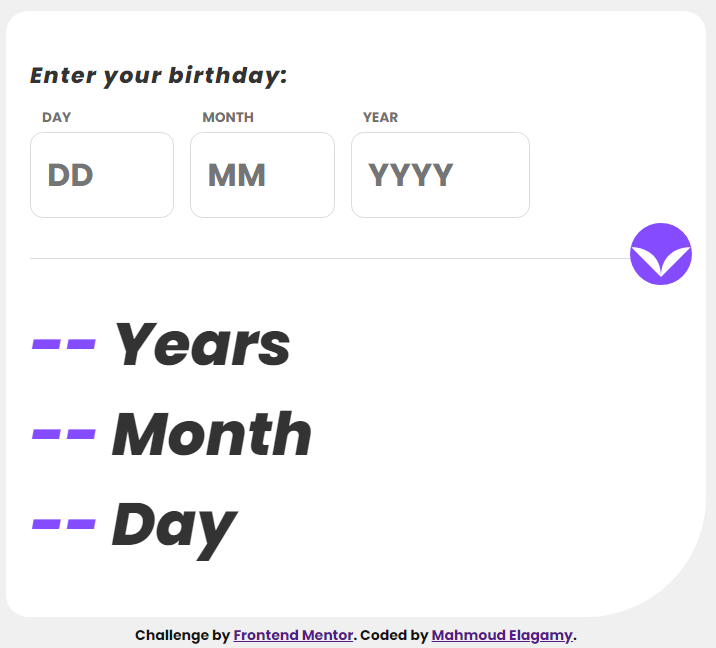 Enter your birthday:
DAY MONTH YEAR
DD MM YYYY
-- Years
-- Month
-- Day
Challenge by Frontend Mentor. Coded by Mahmoud Elagamy.